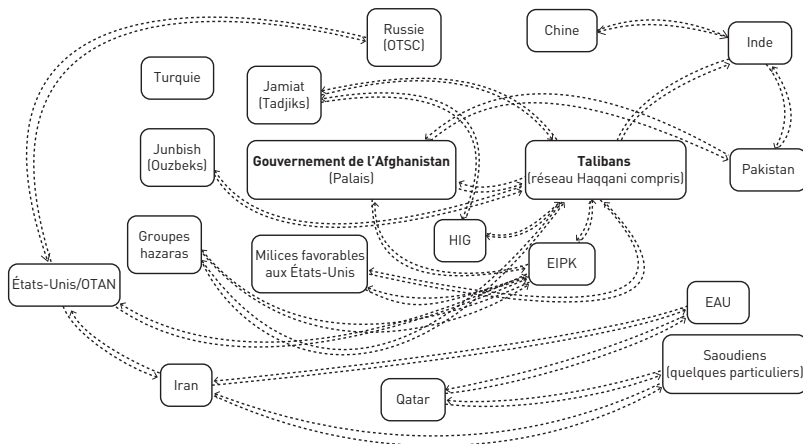 Russie
(OTSC)
Chine
Inde
Turquie
Jamiat
(Tadjiks)
Junbish
(Ouzbeks)
Gouvernement de l’Afghanistan
(Palais)
Talibans
(réseau Haqqani compris)
Pakistan
Groupes
hazaras
Milices favorables
aux États-Unis
HIG
EIPK
États-Unis/OTAN
EAU
Iran
Qatar
Saoudiens
(quelques particuliers)